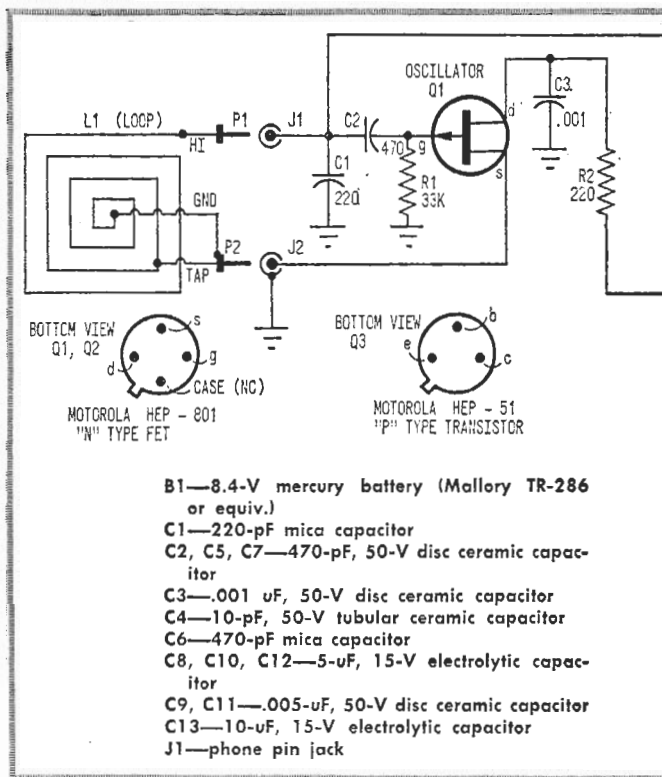 OSCILLATOR
Q1
L1 (LOOP)
P1
J1
HI
C2
470
g
d
s
C3
.001
C1
220
R1
33K
R2
220
GND
P2
J2
TAP
BOTTOM VIEW
Q1, Q2
s
d
g
CASE (NC)
MOTOROLA HEP - 801
"N" TYPE FET
BOTTOM VIEW
Q3
b
e
c
MOTOROLA HEP - 51
"P" TYPE TRANSISTOR
B1—8.4-V mercury battery (Mallory TR-286
or equiv.)
C1—220-pF mica capacitor
C2, C5, C7—470-pF, 50-V disc ceramic capac-
itor
C3—.001 uF, 50-V disc ceramic capacitor
C4—10-pF, 50-V tubular ceramic capacitor
C6—470-pF mica capacitor
C8, C10, C12—5-uF, 15-V electrolytic capac-
itor
C9, C11—.005-uF, 50-V disc ceramic capacitor
C13—10-uF, 15-V electrolytic capacitor
J1—phone pin jack